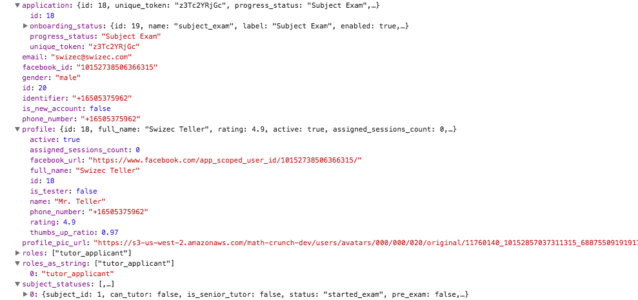 ▼ application: {id: 18, unique_token: "z3Tc2YRjGc", progress_status: "Subject Exam",…}
id: 18
▶ onboarding_status: {id: 19, name: "subject_exam", label: "Subject Exam", enabled: true,…}
progress_status: "Subject Exam"
unique_token: "z3Tc2YRjGc"
email: "swizec@swizec.com"
facebook_id: "10152738506366315"
gender: "male"
id: 20
identifier: "+16505375962"
is_new_account: false
phone_number: "+16505375962"
▼ profile: {id: 18, full_name: "Swizec Teller", rating: 4.9, active: true, assigned_sessions_count: 0,…}
active: true
assigned_sessions_count: 0
facebook_url: "https://www.facebook.com/app_scoped_user_id/10152738506366315/"
full_name: "Swizec Teller"
id: 18
is_tester: false
name: "Mr. Teller"
phone_number: "+16505375962"
rating: 4.9
thumbs_up_ratio: 0.97
profile_pic_url: "https://s3-us-west-2.amazonaws.com/math-crunch-dev/users/avatars/000/000/020/original/11760140_10152857037311315_6887550919191
▶ roles: ["tutor_applicant"]
▼ roles_as_string: ["tutor_applicant"]
0: "tutor_applicant"
▼ subject_statuses: [,…]
▶ 0: {subject_id: 1, can_tutor: false, is_senior_tutor: false, status: "started_exam", pre_exam: false,…}